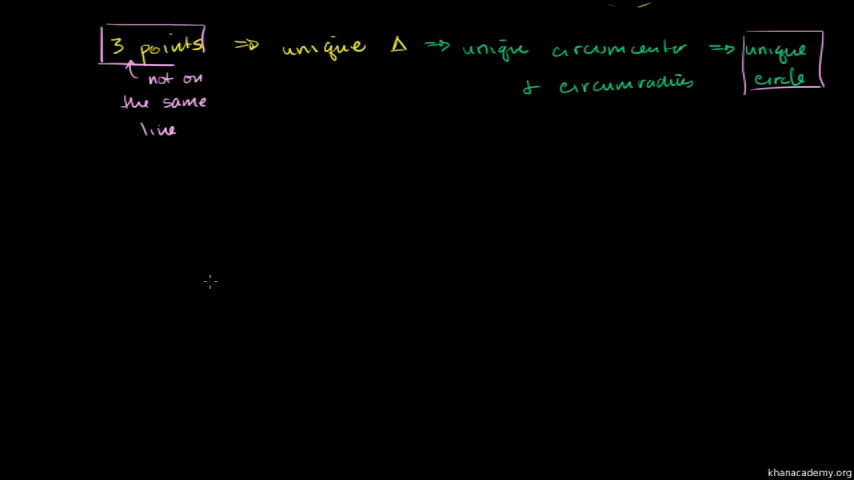 3 points ⇒ unique Δ ⇒ unique circumcenter ⇒ unique
not on + circumradius circle
the same
line
khanacademy.org